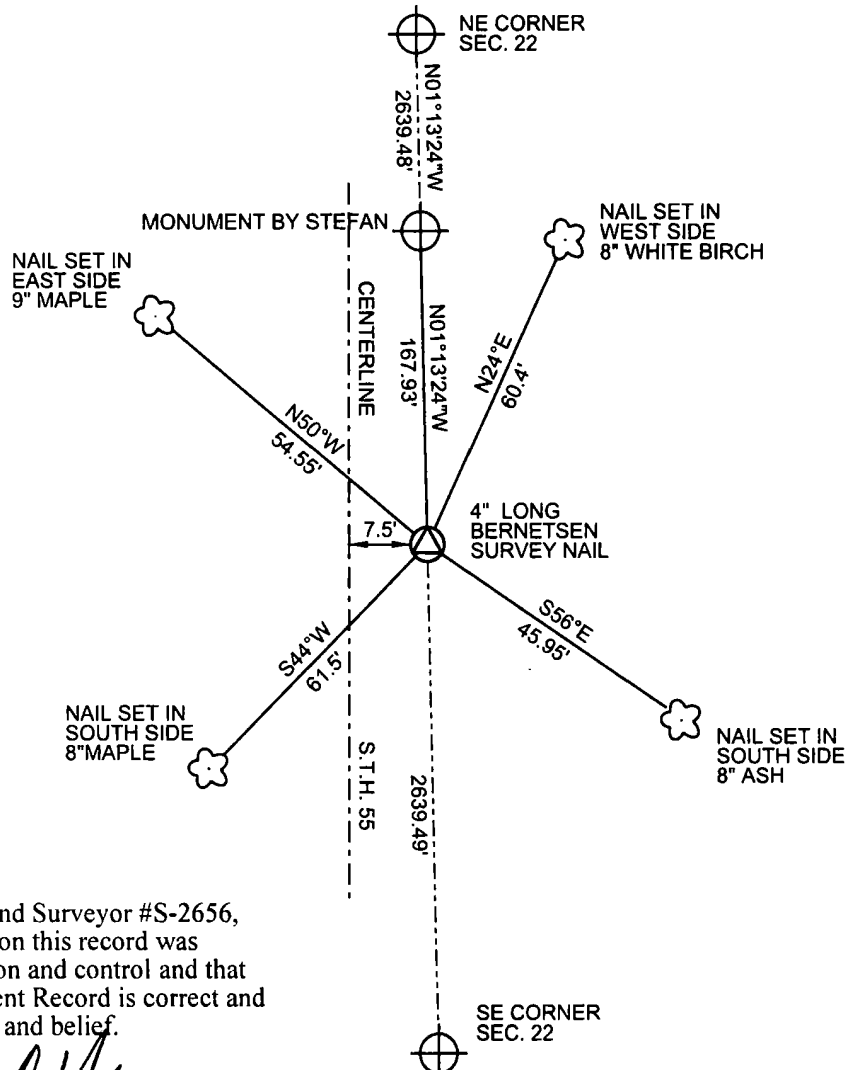 NE CORNER
SEC. 22
N01°13'24"W
2639.48'
MONUMENT BY STEFAN
NAIL SET IN
WEST SIDE
8" WHITE BIRCH
NAIL SET IN
EAST SIDE
9" MAPLE
CENTERLINE
N01°13'24"W
167.93'
N24°E
60.4'
N50°W
54.55'
7.5'
4" LONG
BERNETSEN
SURVEY NAIL
S44°W
61.5'
S56°E
45.95'
NAIL SET IN
SOUTH SIDE
8"MAPLE
S.T.H. 55
2639.49'
NAIL SET IN
SOUTH SIDE
8" ASH
nd Surveyor #S-2656,
on this record was
on and control and that
ent Record is correct and
and belief.
SE CORNER
SEC. 22